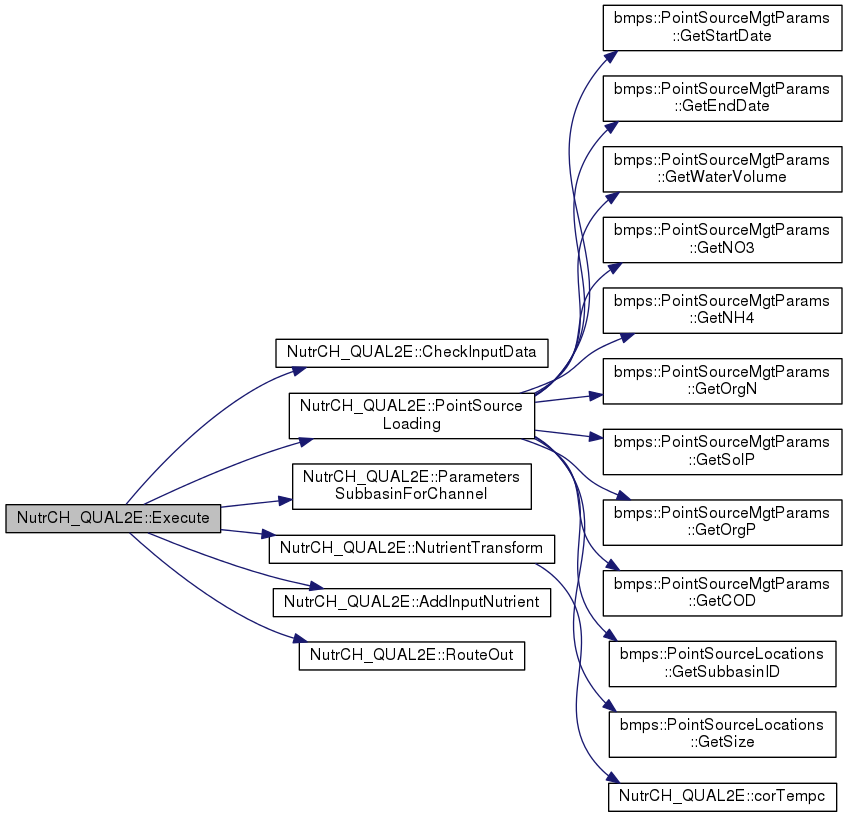 NutrCH_QUAL2E::Execute
NutrCH_QUAL2E::CheckInputData
NutrCH_QUAL2E::PointSource
Loading
NutrCH_QUAL2E::Parameters
SubbasinForChannel
NutrCH_QUAL2E::NutrientTransform
NutrCH_QUAL2E::AddInputNutrient
NutrCH_QUAL2E::RouteOut
bmps::PointSourceMgtParams
::GetStartDate
bmps::PointSourceMgtParams
::GetEndDate
bmps::PointSourceMgtParams
::GetWaterVolume
bmps::PointSourceMgtParams
::GetNO3
bmps::PointSourceMgtParams
::GetNH4
bmps::PointSourceMgtParams
::GetOrgN
bmps::PointSourceMgtParams
::GetSolP
bmps::PointSourceMgtParams
::GetOrgP
bmps::PointSourceMgtParams
::GetCOD
bmps::PointSourceLocations
::GetSubbasinID
bmps::PointSourceLocations
::GetSize
NutrCH_QUAL2E::corTempc